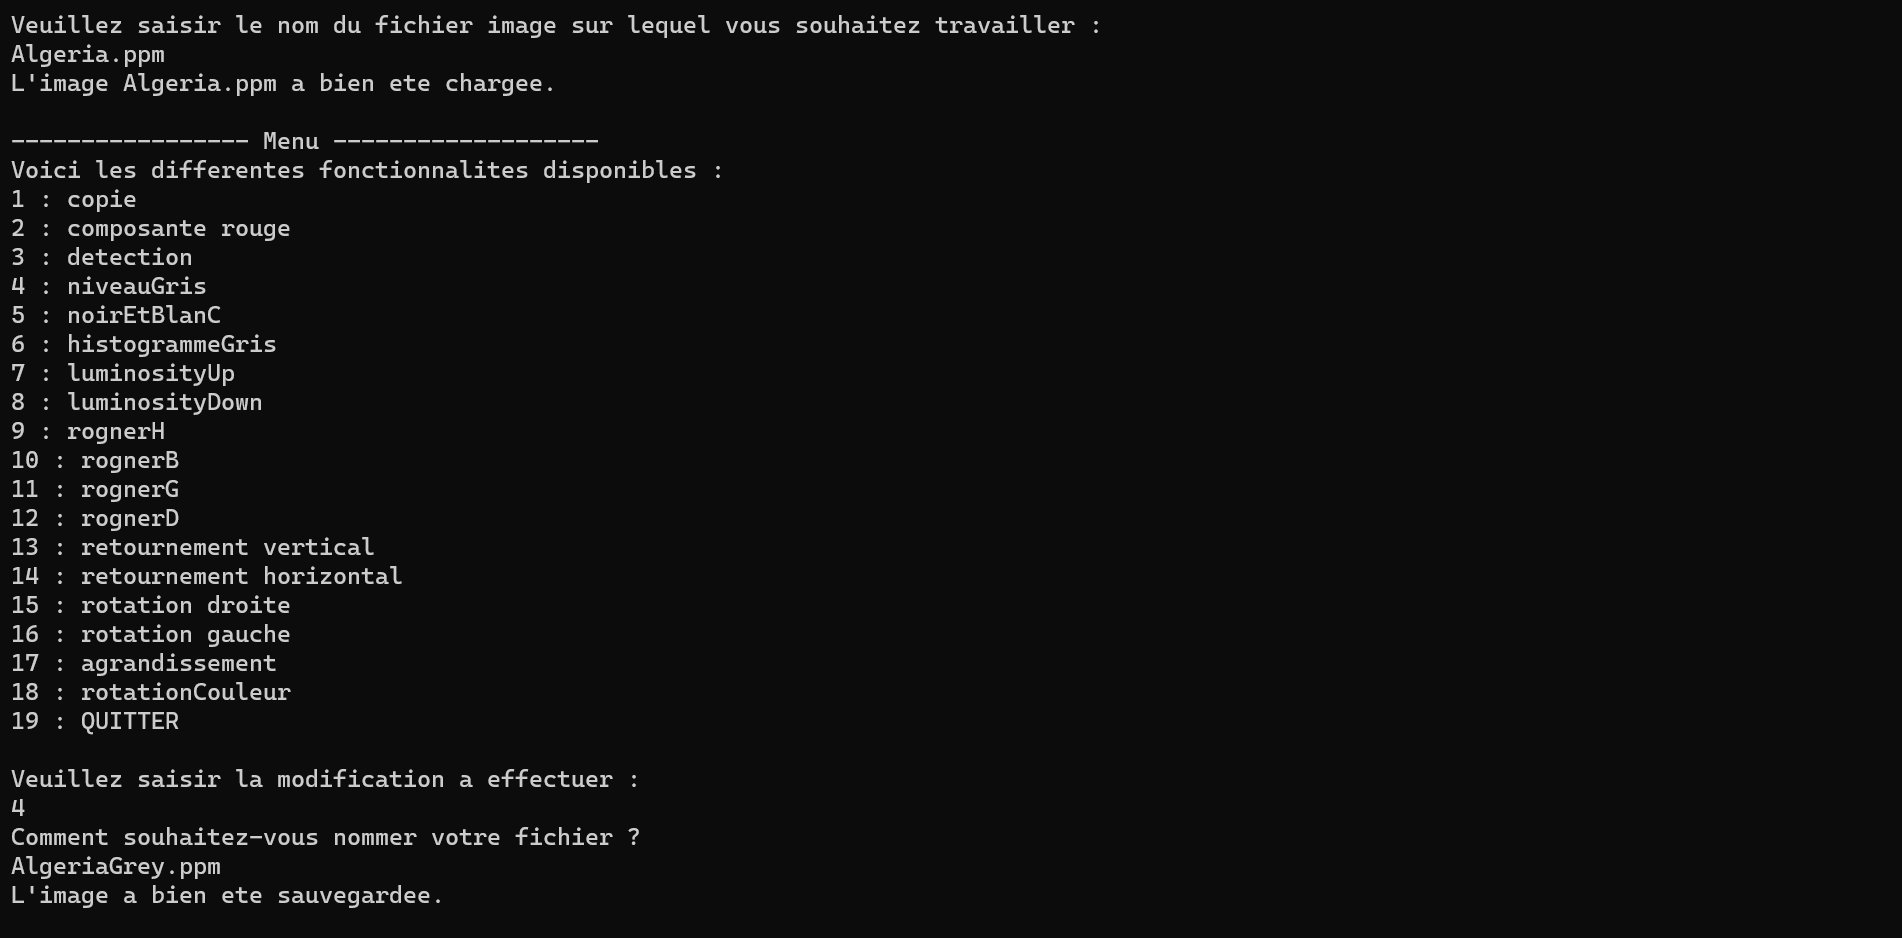 Veuillez saisir le nom du fichier image sur lequel vous souhaitez travailler :
Algeria.ppm
L'image Algeria.ppm a bien ete chargee.
----------------- Menu -------------------
Voici les differentes fonctionnalites disponibles :
1 : copie
2 : composante rouge
3 : detection
4 : niveauGris
5 : noirEtBlanC
6 : histogrammeGris
7 : luminosityUp
8 : luminosityDown
9 : rognerH
10 : rognerB
11 : rognerG
12 : rognerD
13 : retournement vertical
14 : retournement horizontal
15 : rotation droite
16 : rotation gauche
17 : agrandissement
18 : rotationCouleur
19 : QUITTER
Veuillez saisir la modification a effectuer :
4
Comment souhaitez-vous nommer votre fichier ?
AlgeriaGrey.ppm
L'image a bien ete sauvegardee.